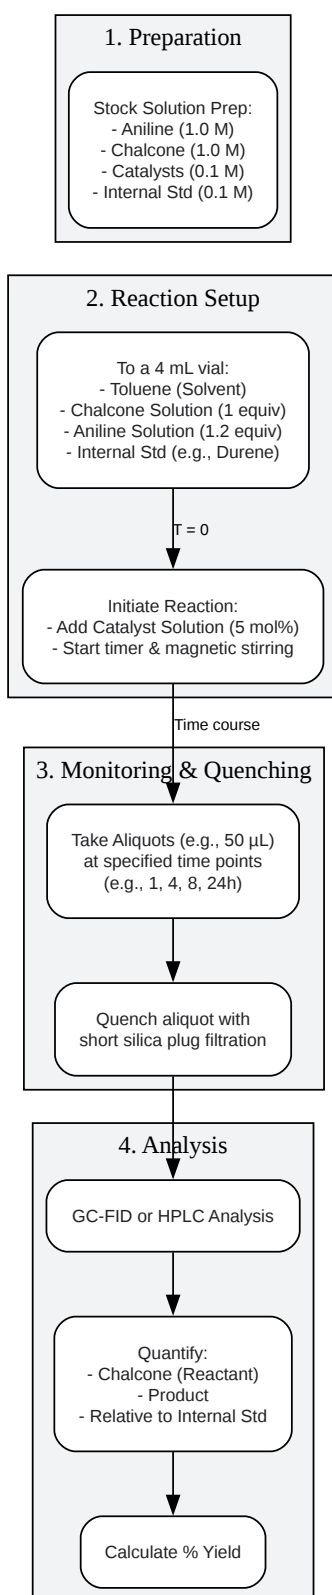 1. Preparation
Stock Solution Prep:
- Aniline (1.0 M)
- Chalcone (1.0 M)
- Catalysts (0.1 M)
- Internal Std (0.1 M)
2. Reaction Setup
To a 4 mL vial:
- Toluene (Solvent)
- Chalcone Solution (1 equiv)
- Aniline Solution (1.2 equiv)
- Internal Std (e.g., Durene)
T = 0
Initiate Reaction:
- Add Catalyst Solution (5 mol%)
- Start timer & magnetic stirring
Time course
3. Monitoring & Quenching
Take Aliquots (e.g., 50 µL)
at specified time points
(e.g., 1, 4, 8, 24h)
Quench aliquot with
short silica plug filtration
4. Analysis
GC-FID or HPLC Analysis
Quantify:
- Chalcone (Reactant)
- Product
- Relative to Internal Std
Calculate % Yield